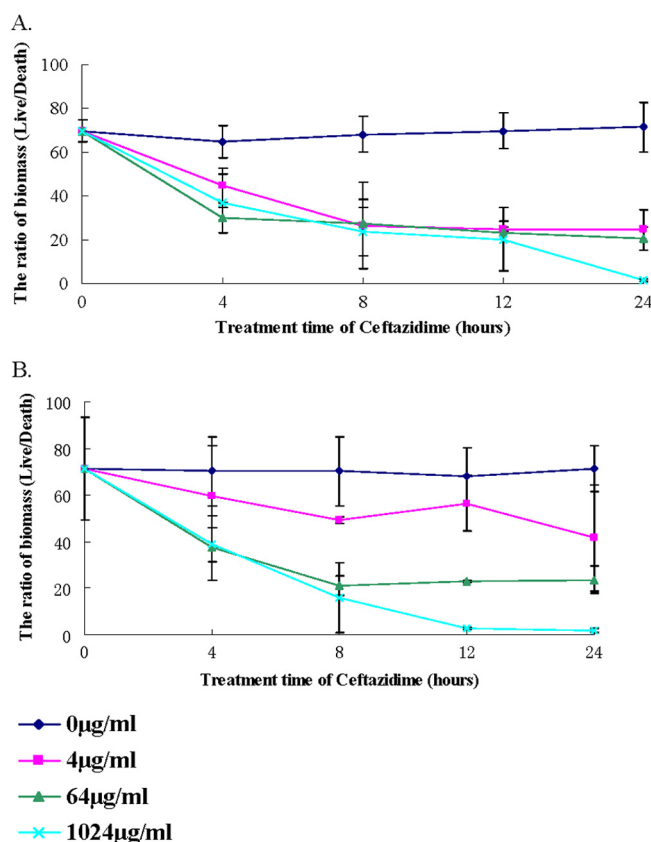 A.
The ratio of biomass (Live/Death)
100
80
60
40
20
0
0 4 8 12 24
Treatment time of Ceftazidime (hours)
B.
The ratio of biomass (Live/Death)
100
80
60
40
20
0
0 4 8 12 24
Treatment time of Ceftazidime (hours)
0μg/ml
4μg/ml
64μg/ml
1024μg/ml